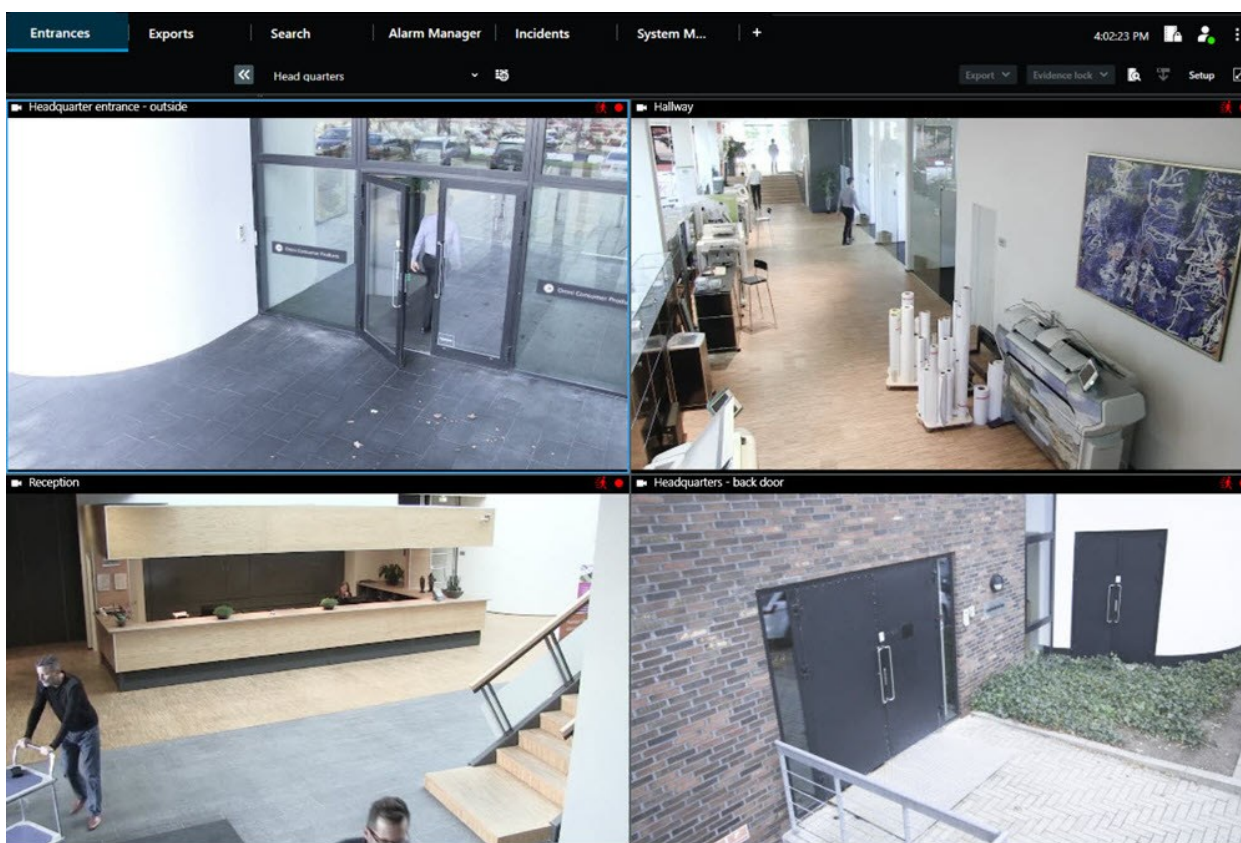 Entrances Exports Search Alarm Manager Incidents System M... +
4:02:23 PM
Head quarters
Export Evidence lock Setup
Headquarter entrance - outside
Hallway
Reception
Headquarters - back door